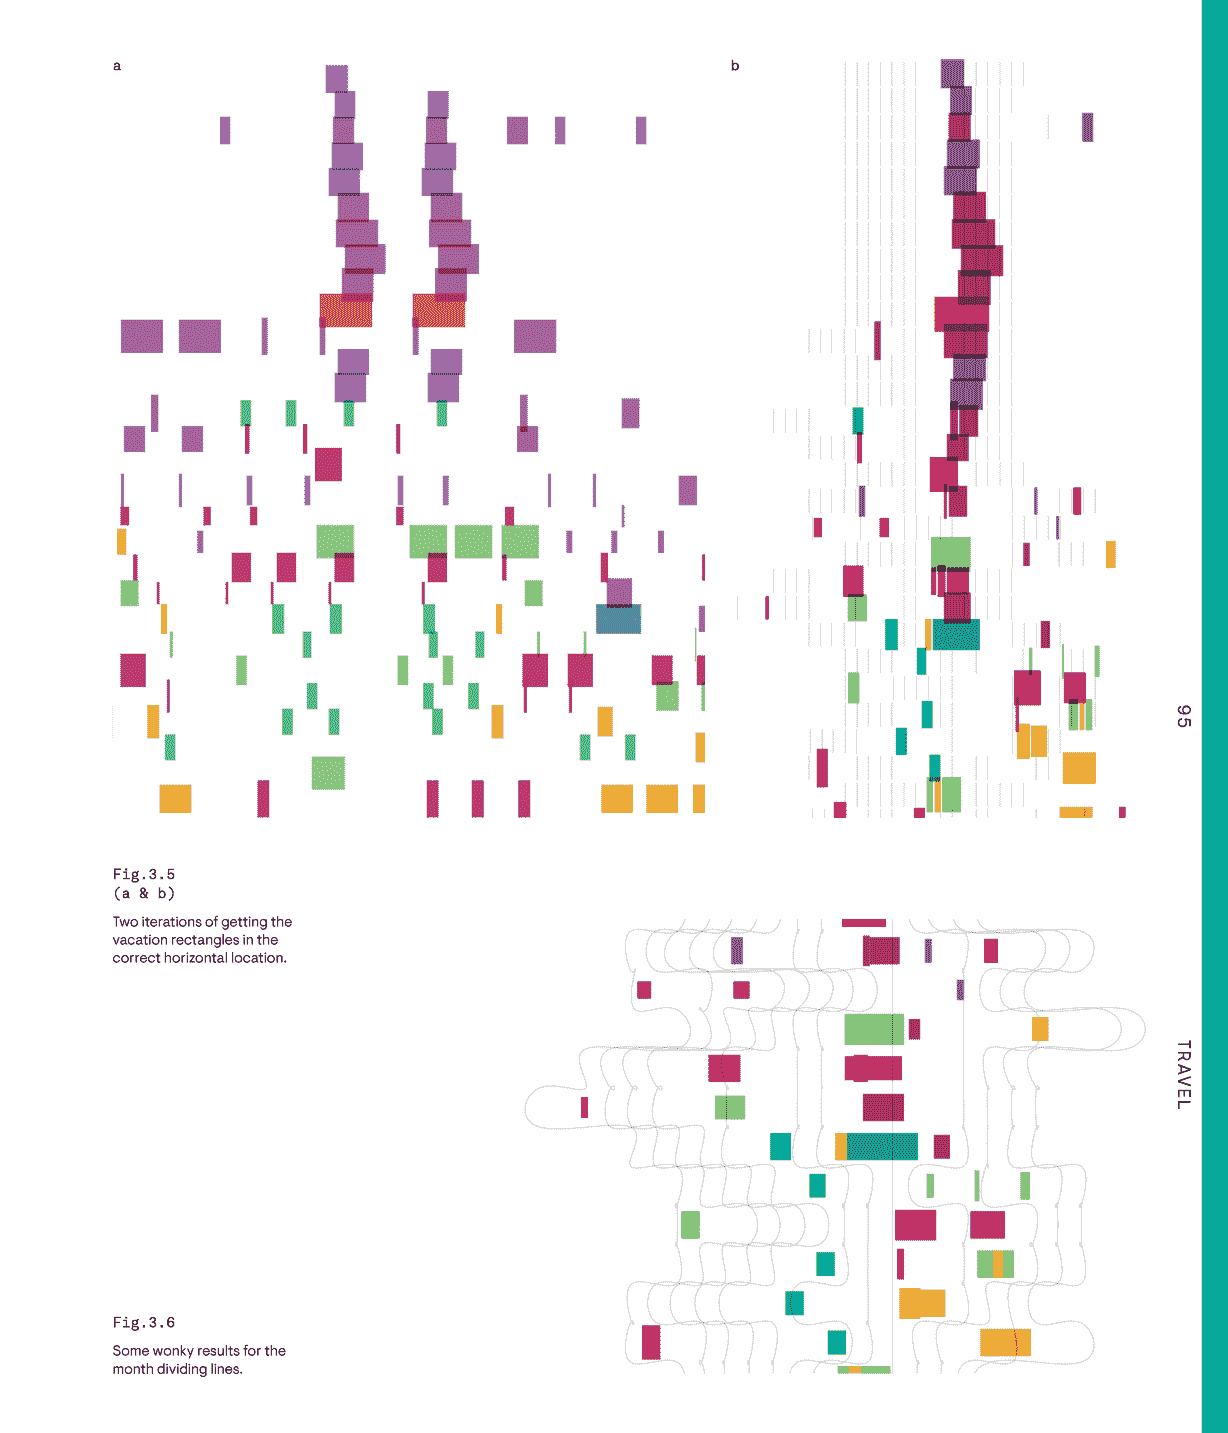 a
b
Fig.3.5
(a & b)
Two iterations of getting the
vacation rectangles in the
correct horizontal location.
95
TRAVEL
Fig.3.6
Some wonky results for the
month dividing lines.